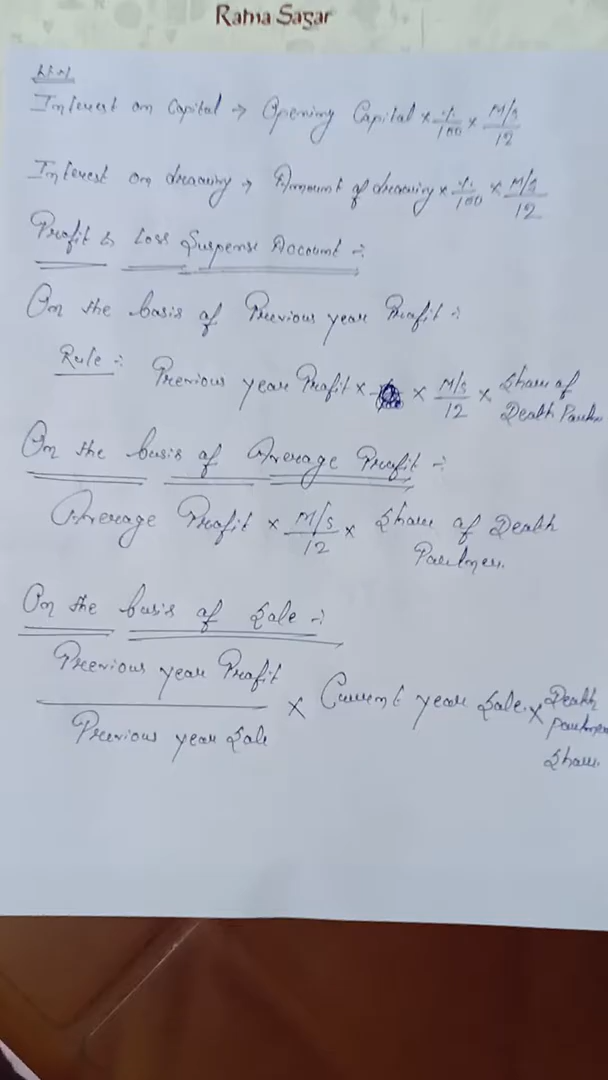 Ratna Sagar
Interest on Capital → Opening Capital × %/100 × M/s/12
Interest on drawing → Amount of drawing × %/100 × M/s/12
Profit & Loss Suspense Account :-
On the basis of Previous year Profit :-
Rule :- Previous year Profit × × M/s/12 × Share of
Death Partn
On the basis of Average Profit :-
Average Profit × M/s/12 × Share of Death
Partner.
On the basis of Sale :-
Previous year Profit / Previous year Sale × Current year Sale × Death
partner
Share.